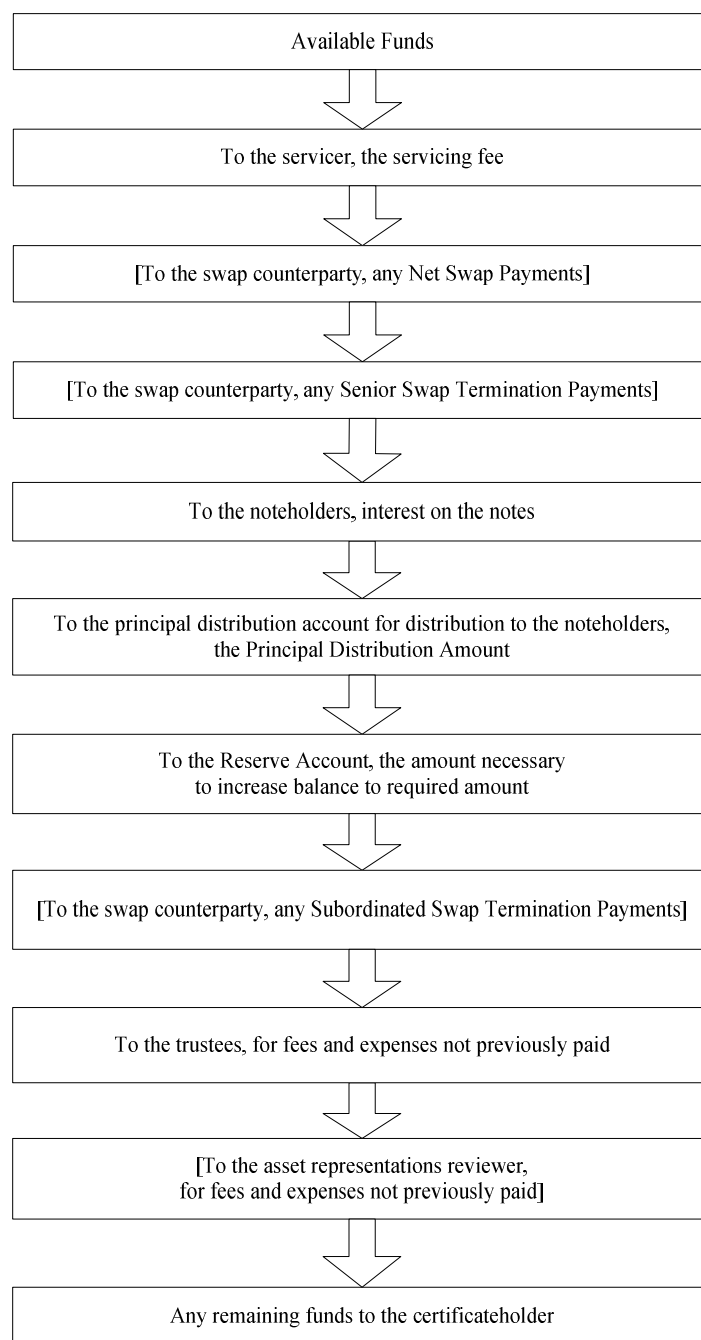 Available Funds
To the servicer, the servicing fee
[To the swap counterparty, any Net Swap Payments]
[To the swap counterparty, any Senior Swap Termination Payments]
To the noteholders, interest on the notes
To the principal distribution account for distribution to the noteholders,
the Principal Distribution Amount
To the Reserve Account, the amount necessary
to increase balance to required amount
[To the swap counterparty, any Subordinated Swap Termination Payments]
To the trustees, for fees and expenses not previously paid
[To the asset representations reviewer,
for fees and expenses not previously paid]
Any remaining funds to the certificateholder